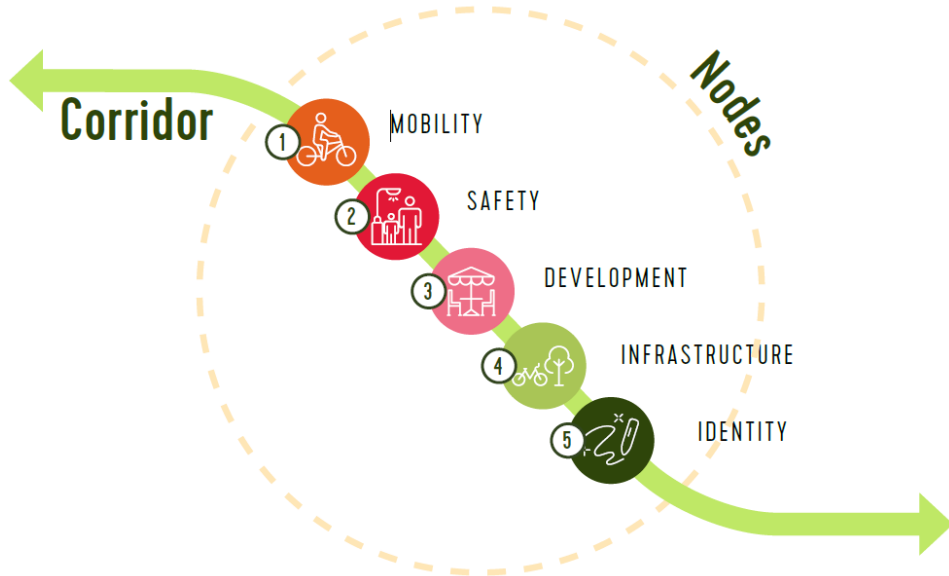 Nodes
Corridor
1
MOBILITY
2
SAFETY
3
DEVELOPMENT
4
INFRASTRUCTURE
5
IDENTITY